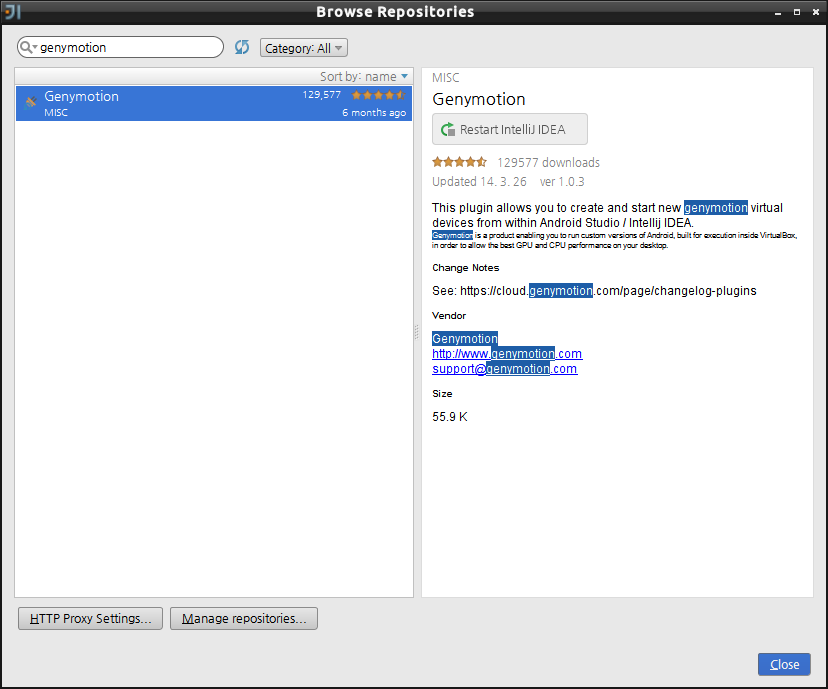 Browse Repositories
genymotion
Category: All
Sort by: name
Genymotion
129,577
MISC
6 months ago
MISC
Genymotion
Restart IntelliJ IDEA
129577 downloads
Updated 14. 3. 26 ver 1.0.3
This plugin allows you to create and start new genymotion virtual
devices from within Android Studio / Intellij IDEA.
Genymotion is a product enabling you to run custom versions of Android, built for execution inside VirtualBox,
in order to allow the best GPU and CPU performance on your desktop.
Change Notes
See: https://cloud.genymotion.com/page/changelog-plugins
Vendor
Genymotion
http://www.genymotion.com
support@genymotion.com
Size
55.9 K
HTTP Proxy Settings...
Manage repositories...
Close